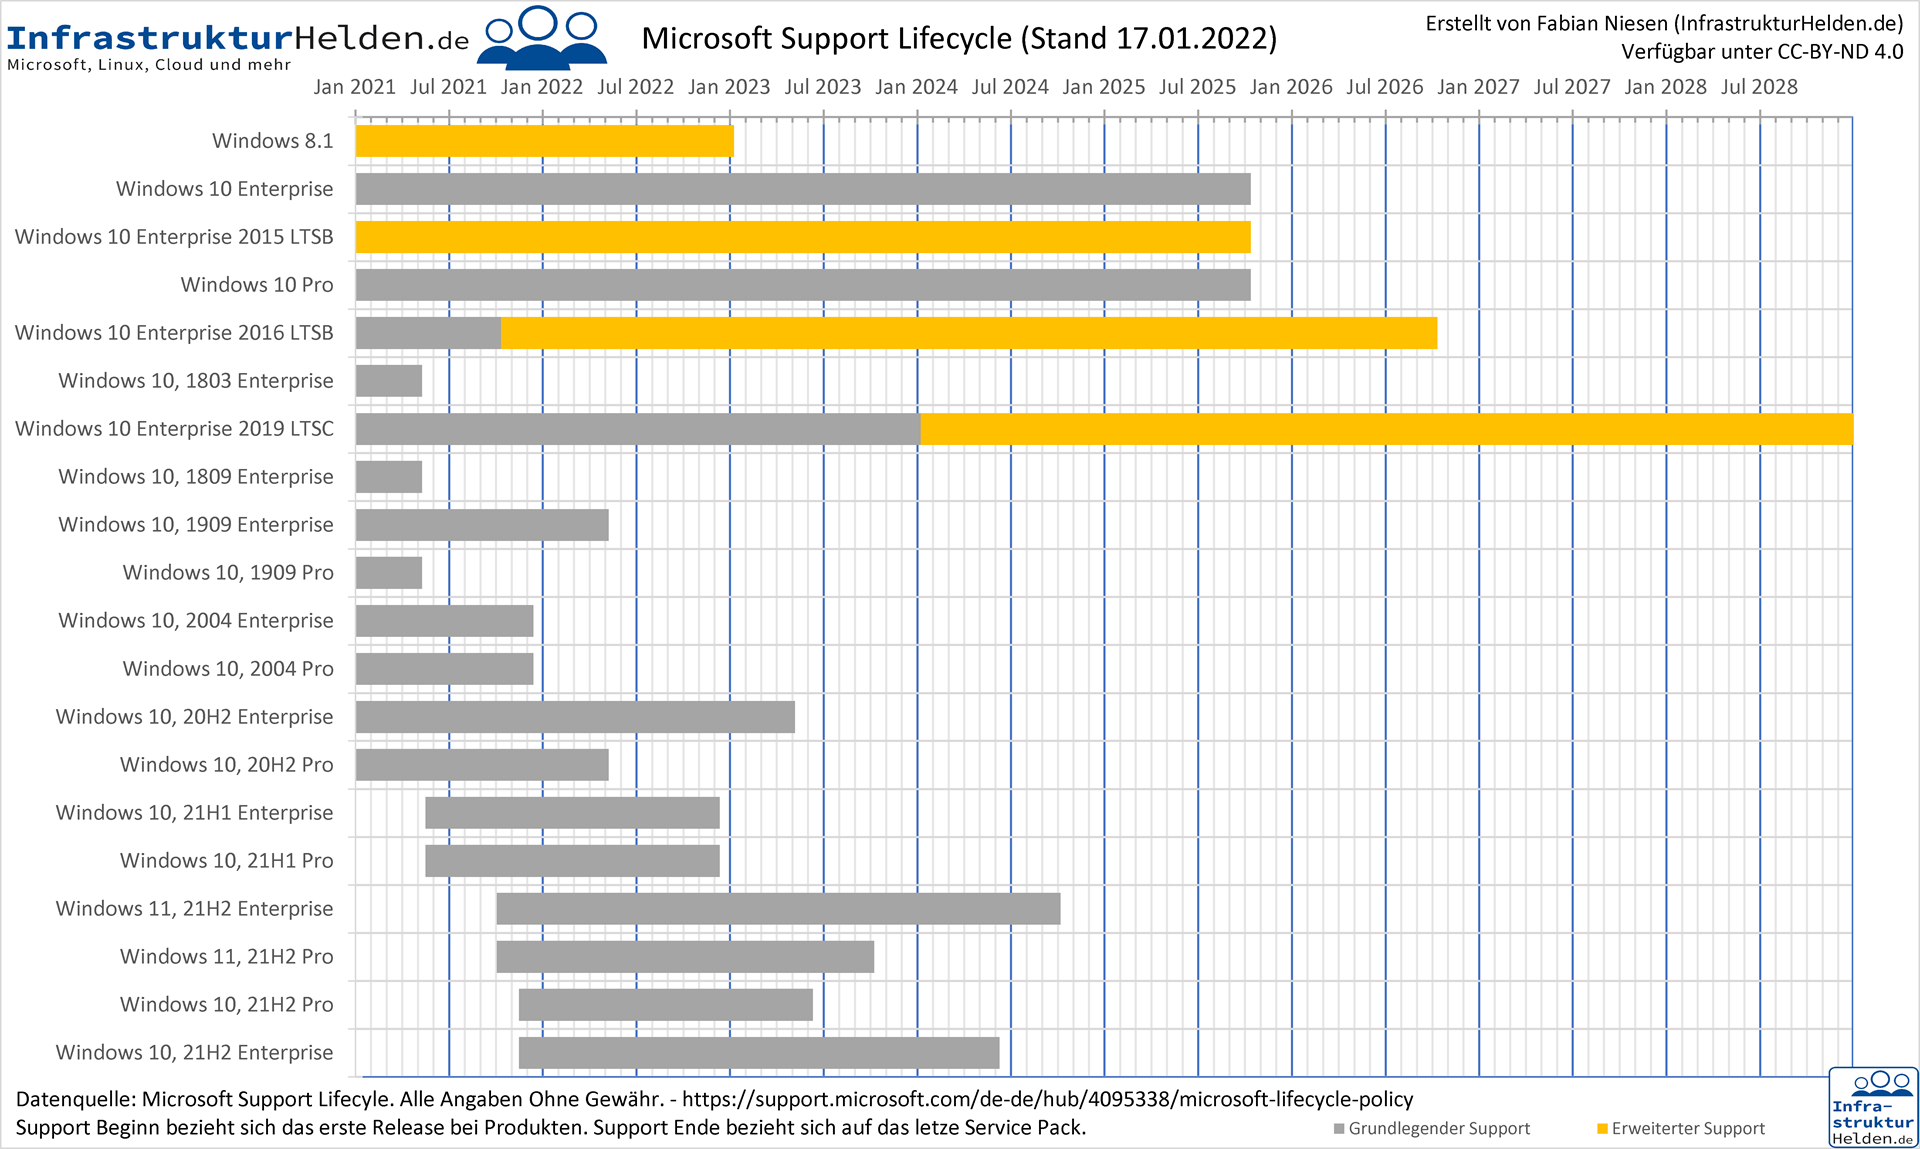 InfrastrukturHelden.de
Microsoft, Linux, Cloud und mehr
Microsoft Support Lifecycle (Stand 17.01.2022)
Erstellt von Fabian Niesen (InfrastrukturHelden.de)
Verfügbar unter CC-BY-ND 4.0
Jan 2021 Jul 2021 Jan 2022 Jul 2022 Jan 2023 Jul 2023 Jan 2024 Jul 2024 Jan 2025 Jul 2025 Jan 2026 Jul 2026 Jan 2027 Jul 2027 Jan 2028 Jul 2028
Windows 8.1
Windows 10 Enterprise
Windows 10 Enterprise 2015 LTSB
Windows 10 Pro
Windows 10 Enterprise 2016 LTSB
Windows 10, 1803 Enterprise
Windows 10 Enterprise 2019 LTSC
Windows 10, 1809 Enterprise
Windows 10, 1909 Enterprise
Windows 10, 1909 Pro
Windows 10, 2004 Enterprise
Windows 10, 2004 Pro
Windows 10, 20H2 Enterprise
Windows 10, 20H2 Pro
Windows 10, 21H1 Enterprise
Windows 10, 21H1 Pro
Windows 11, 21H2 Enterprise
Windows 11, 21H2 Pro
Windows 10, 21H2 Pro
Windows 10, 21H2 Enterprise
Datenquelle: Microsoft Support Lifecyle. Alle Angaben Ohne Gewähr. - https://support.microsoft.com/de-de/hub/4095338/microsoft-lifecycle-policy
Support Beginn bezieht sich das erste Release bei Produkten. Support Ende bezieht sich auf das letze Service Pack.
Grundlegender Support
Erweiterter Support
Infra-
struktur
Helden.de